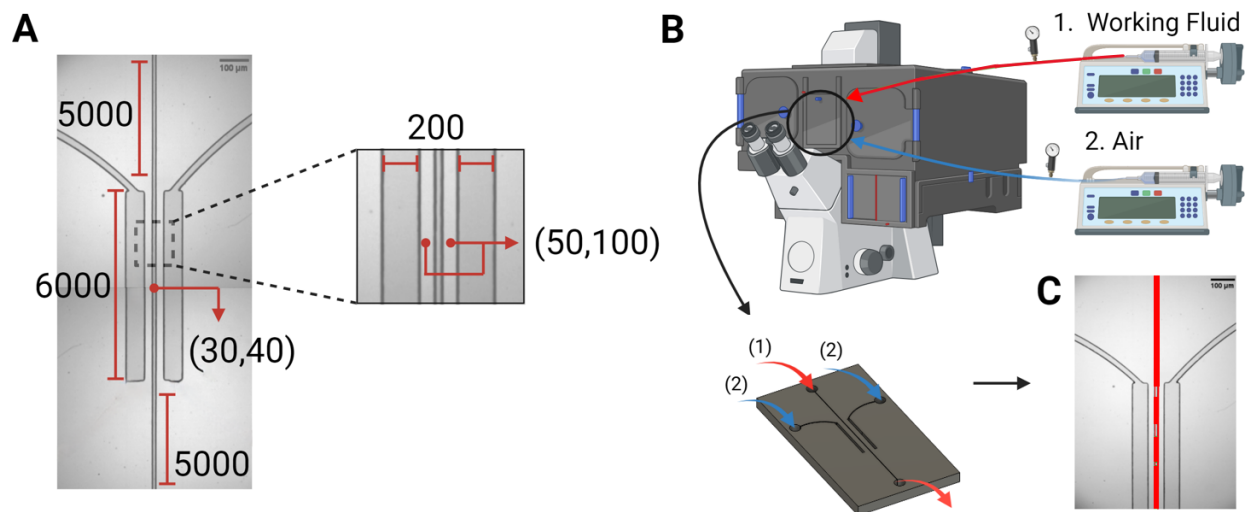 A
100 μm
5000
6000
(30,40)
5000
200
(50,100)
B
1. Working Fluid
2. Air
(1)
(2)
(2)
C
100 μm